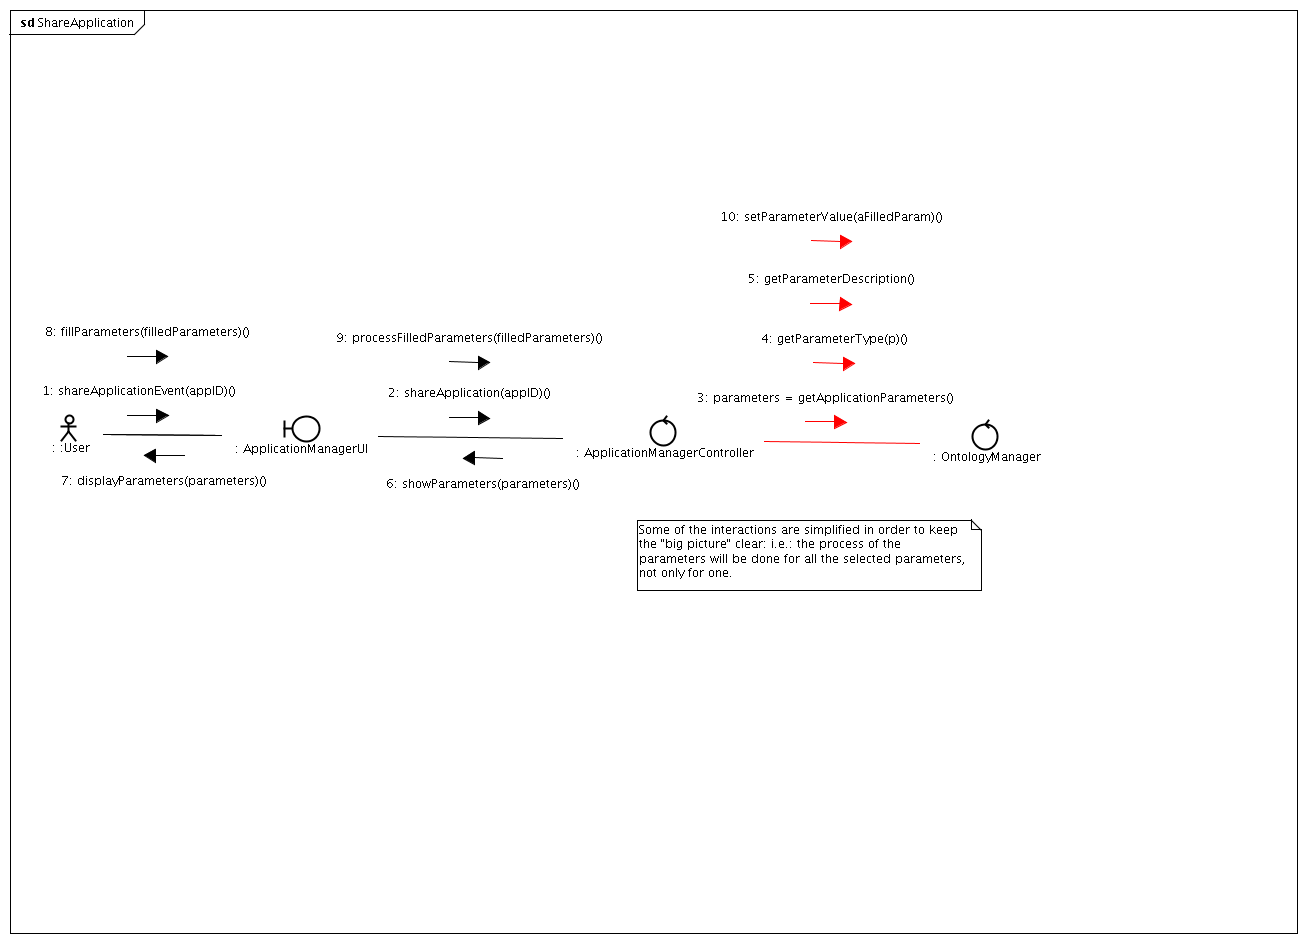 sd ShareApplication
10: setParameterValue(aFilledParam)()
5: getParameterDescription()
8: fillParameters(filledParameters)()
9: processFilledParameters(filledParameters)()
4: getParameterType(p)()
1: shareApplicationEvent(appID)()
2: shareApplication(appID)()
3: parameters = getApplicationParameters()
: :User
: ApplicationManagerUI
: ApplicationManagerController
: OntologyManager
7: displayParameters(parameters)()
6: showParameters(parameters)()
Some of the interactions are simplified in order to keep
the "big picture" clear: i.e.: the process of the
parameters will be done for all the selected parameters,
not only for one.